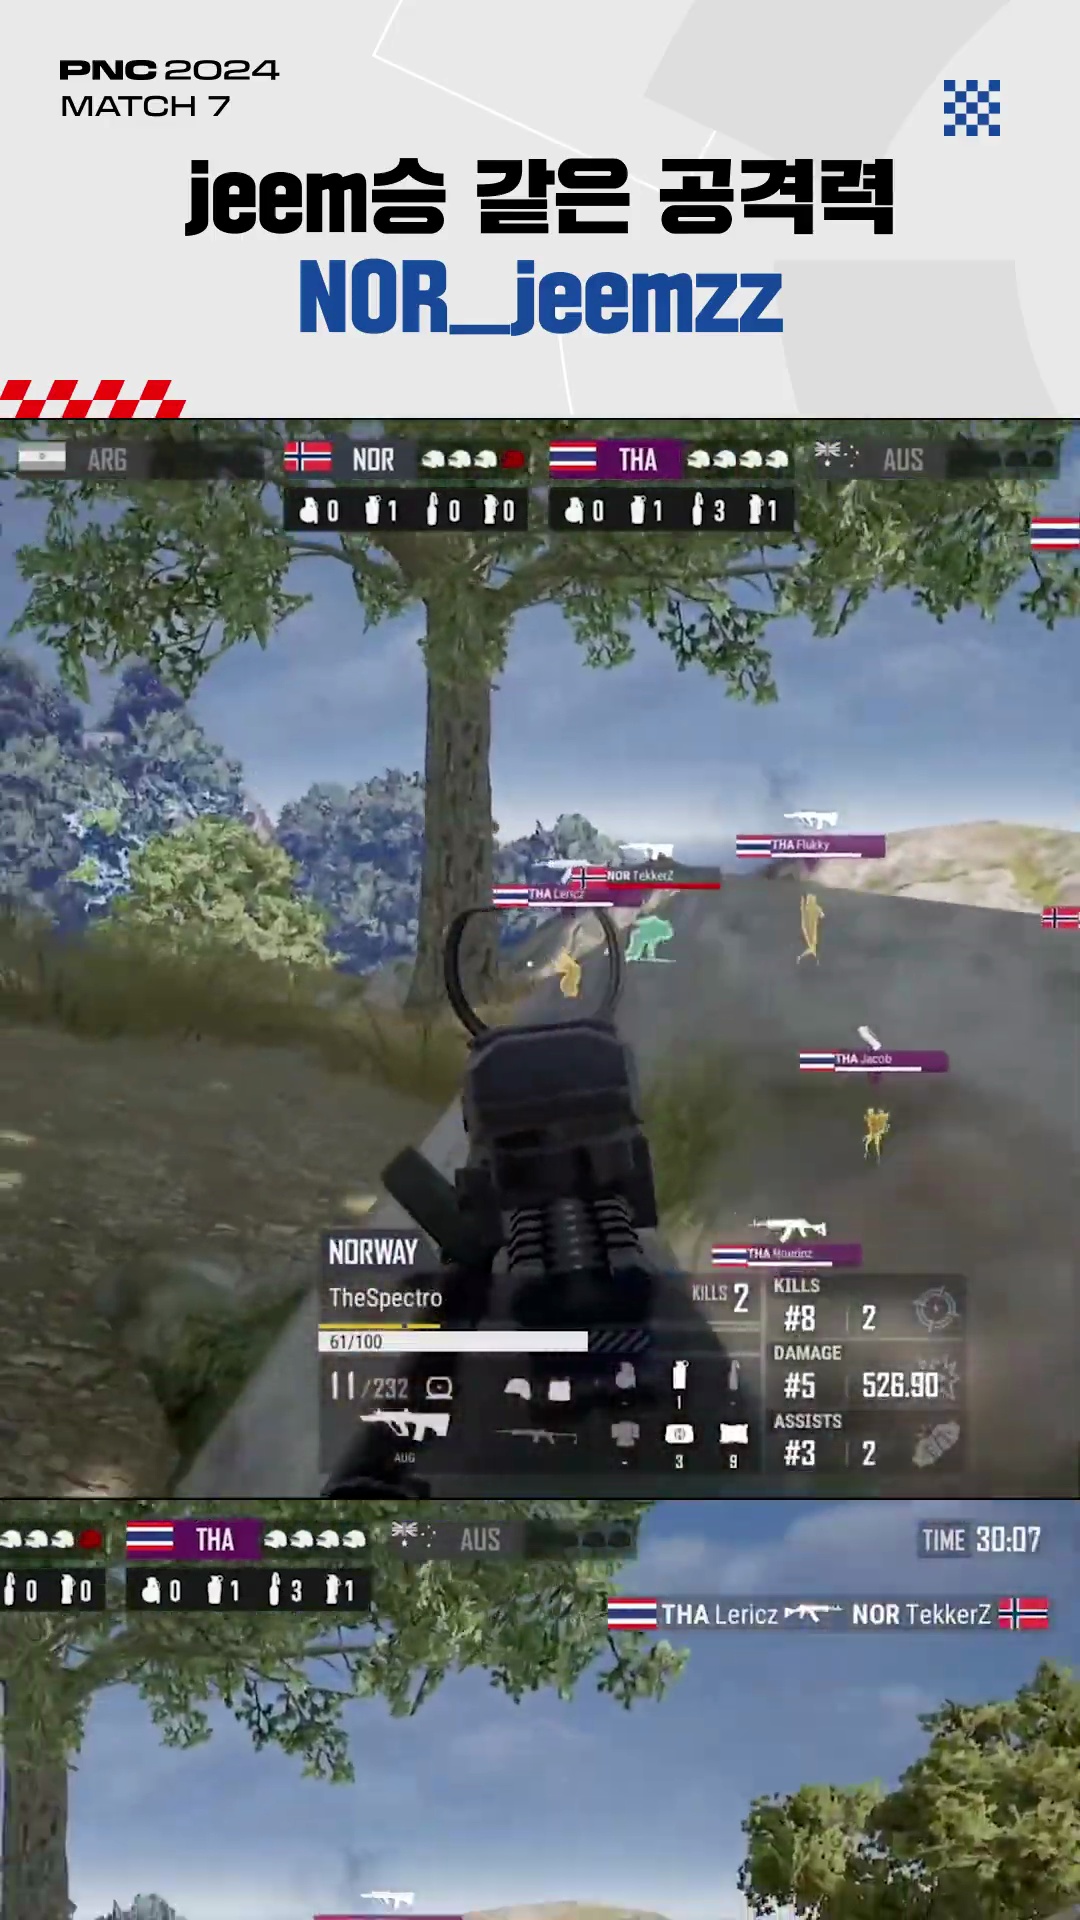 PNC 2024
MATCH 7
jeem승 같은 공격력
NOR_jeemzz
ARG NOR THA AUS
0 1 0 0 0 1 3 1
THA Flukky
NOR TekkerZ
THA Lericz
THA Jacob
THA
NORWAY
TheSpectro KILLS 2
61/100
11/232
AUG
1
- 3 9
KILLS
#8 2
DAMAGE
#5 526.90
ASSISTS
#3 2
THA AUS TIME 30:07
0 0 0 1 3 1
THA Lericz NOR TekkerZ